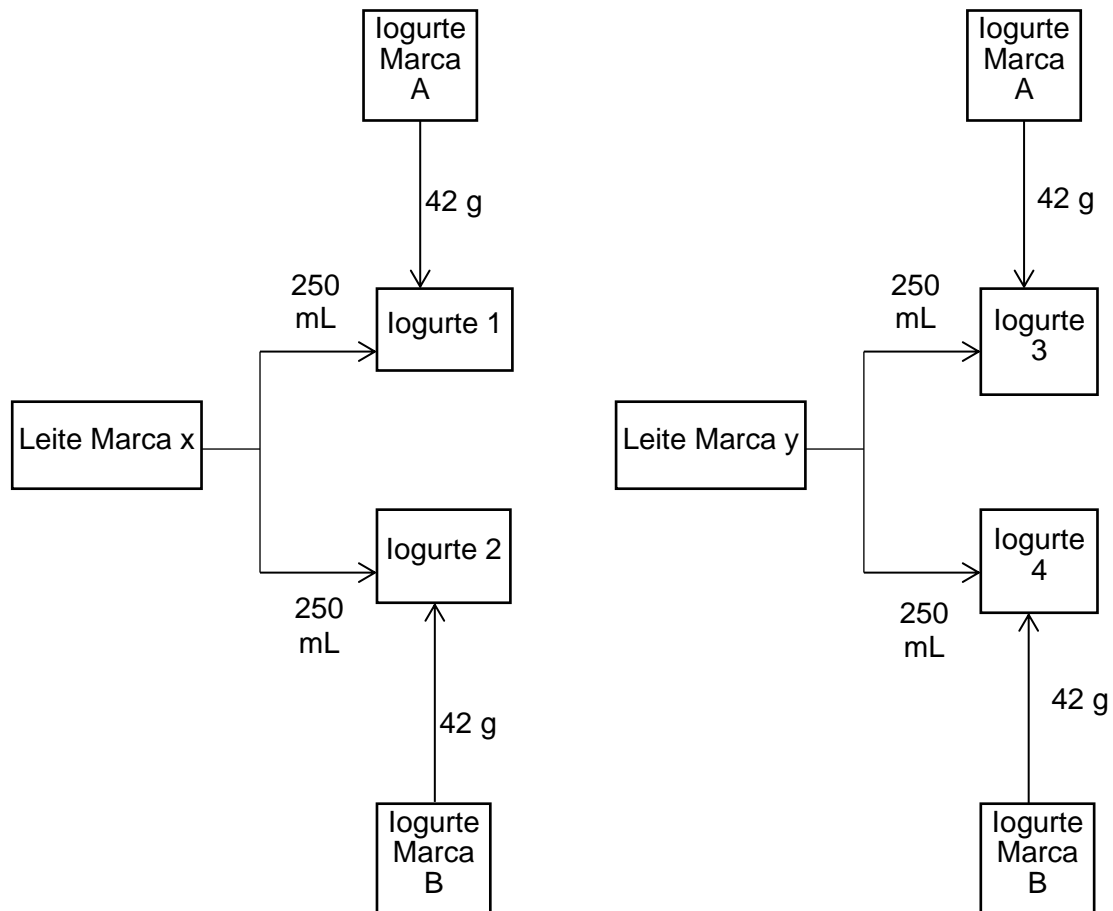 Iogurte
Marca
A
42 g
250
mL
Iogurte 1
Leite Marca x
Iogurte 2
250
mL
42 g
Iogurte
Marca
B
Iogurte
Marca
A
42 g
250
mL
Iogurte
3
Leite Marca y
Iogurte
4
250
mL
42 g
Iogurte
Marca
B